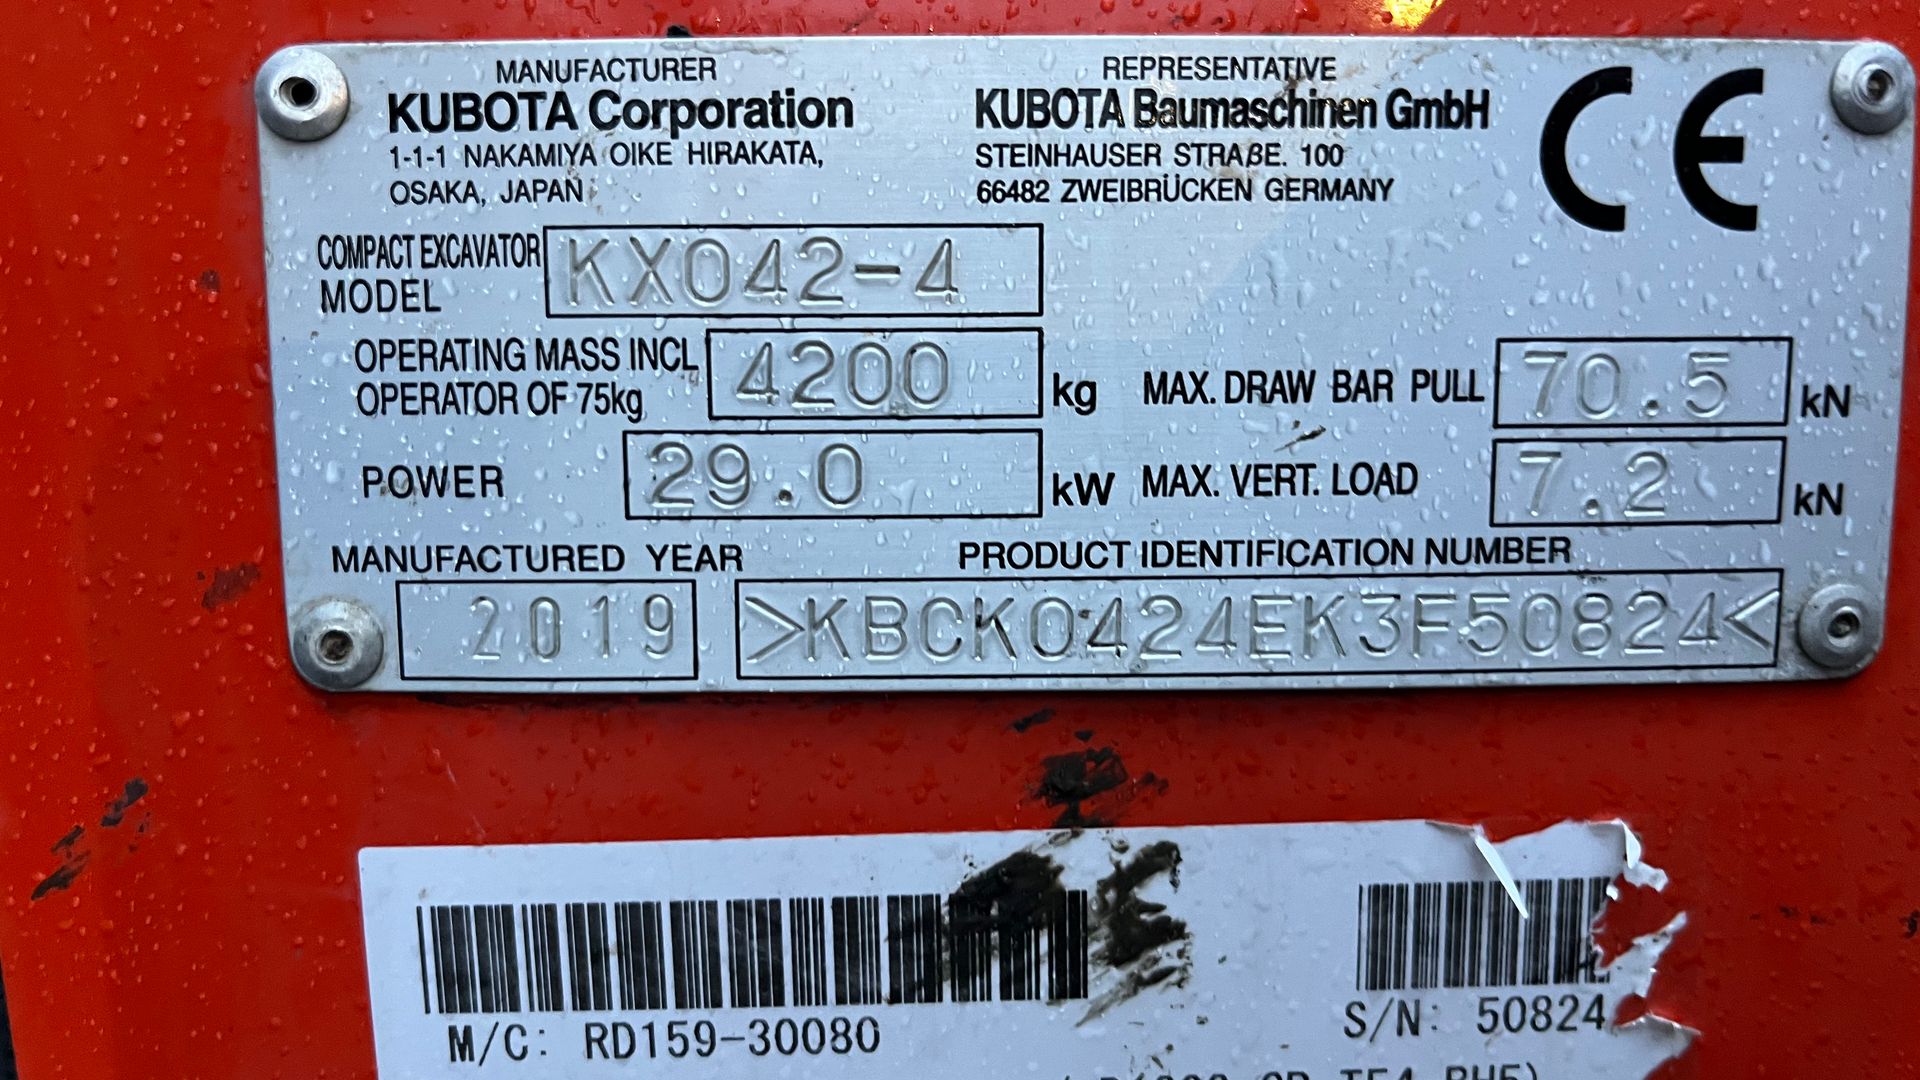 MANUFACTURER
KUBOTA Corporation
1-1-1 NAKAMIYA OIKE HIRAKATA,
OSAKA, JAPAN
REPRESENTATIVE
KUBOTA Baumaschinen GmbH
STEINHAUSER STRAßE. 100
66482 ZWEIBRÜCKEN GERMANY
CE
COMPACT EXCAVATOR
MODEL KX042-4
OPERATING MASS INCL
OPERATOR OF 75kg 4200 kg
MAX. DRAW BAR PULL 70.5 kN
POWER 29.0 kW
MAX. VERT. LOAD 7.2 kN
MANUFACTURED YEAR
2019
PRODUCT IDENTIFICATION NUMBER
>KBCK0424EK3F50824<
M/C: RD159-30080
S/N: 50824